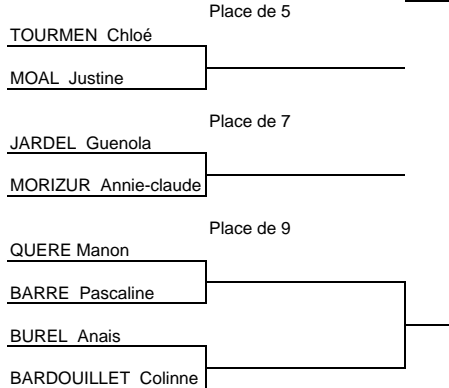 Place de 5
TOURMEN Chloé
MOAL Justine
Place de 7
JARDEL Guenola
MORIZUR Annie-claude
Place de 9
QUERE Manon
BARRE Pascaline
BUREL Anais
BARDOUILLET Colinne